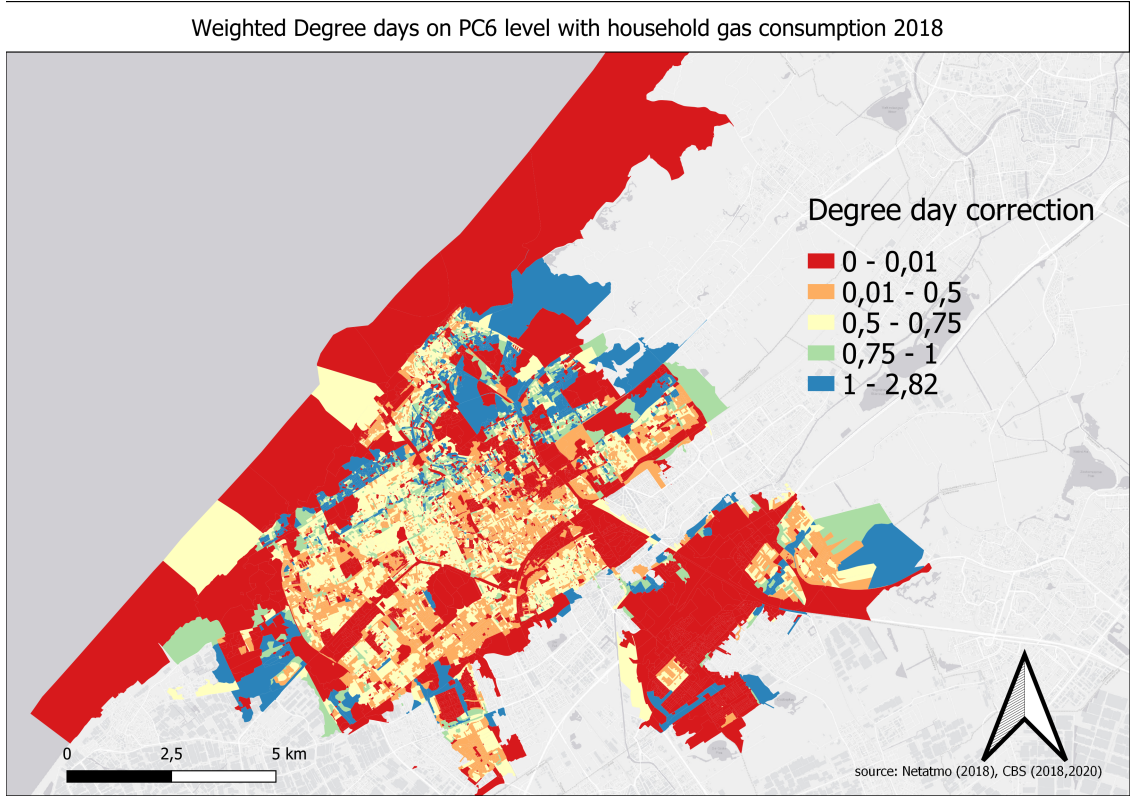 Weighted Degree days on PC6 level with household gas consumption 2018
Degree day correction
0 - 0,01
0,01 - 0,5
0,5 - 0,75
0,75 - 1
1 - 2,82
0 2,5 5 km
source: Netatmo (2018), CBS (2018,2020)